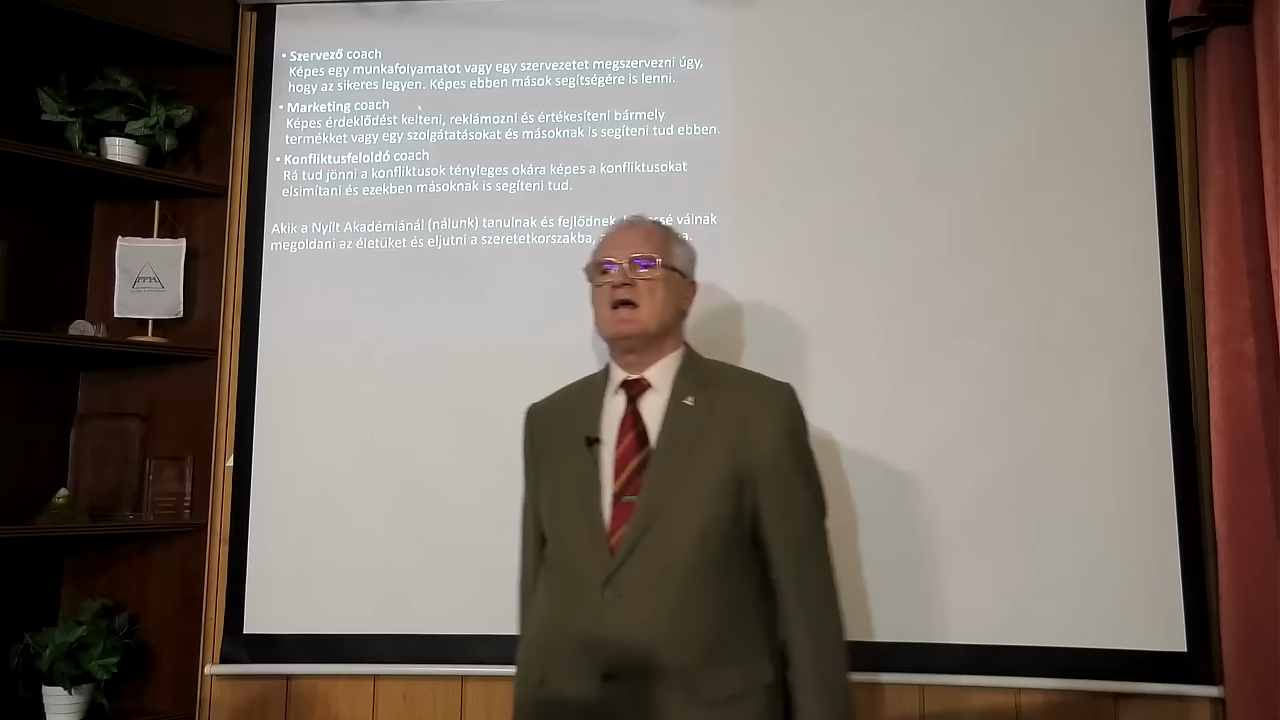 • Szervező coach
Képes egy munkafolyamatot vagy egy szervezetet megszervezni úgy,
hogy az sikeres legyen. Képes ebben mások segítségére is lenni.
• Marketing coach
Képes érdeklődést kelteni, reklámozni és értékesíteni bármely
termékket vagy egy szolgátatásokat és másoknak is segíteni tud ebben.
• Konfliktusfeloldó coach
Rá tud jönni a konfliktusok tényleges okára képes a konfliktusokat
elsimítani és ezekben másoknak is segíteni tud.
Akik a Nyílt Akadémiánál (nálunk) tanulnak és fejlődnek válnak
megoldani az életüket és eljutni a szeretetkorszakba,